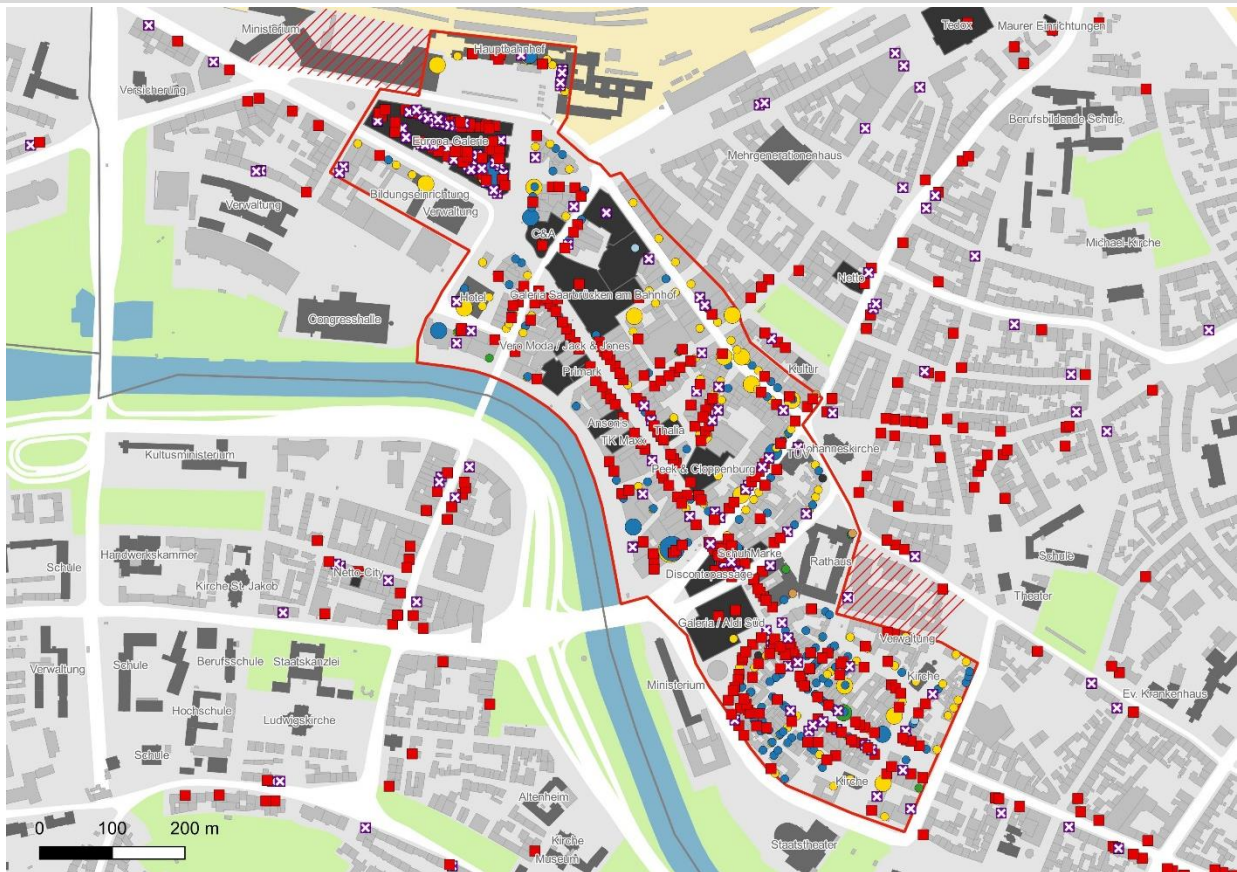 Ministerium
Hauptbahnhof
Tedox
Maurer Einrichtungen
Versicherung
Berufsbildende Schule
Europa-Galerie
Mehrgenerationenhaus
Bildungseinrichtung
Verwaltung
Verwaltung
C&A
Michael-Kirche
Netto
Hotel
Galeria Saarbrücken am Bahnhof
Congresshalle
Vero Moda / Jack & Jones
Primark
Kultur
Anson's
Thalia
TK Maxx
Johanneskirche
Kultusministerium
Peek & Cloppenburg
Handwerkskammer
SchuhMarke
Rathaus
Schule
Schule
Netto-City
Discontopassage
Kirche St. Jakob
Theater
Galeria / Aldi Süd
Verwaltung
Verwaltung
Schule
Berufsschule
Staatskanzlei
Ministerium
Kirche
Ev. Krankenhaus
Hochschule
Ludwigskirche
Schule
Kirche
Altenheim
0 100 200 m
Kirche
Museum
Staatstheater